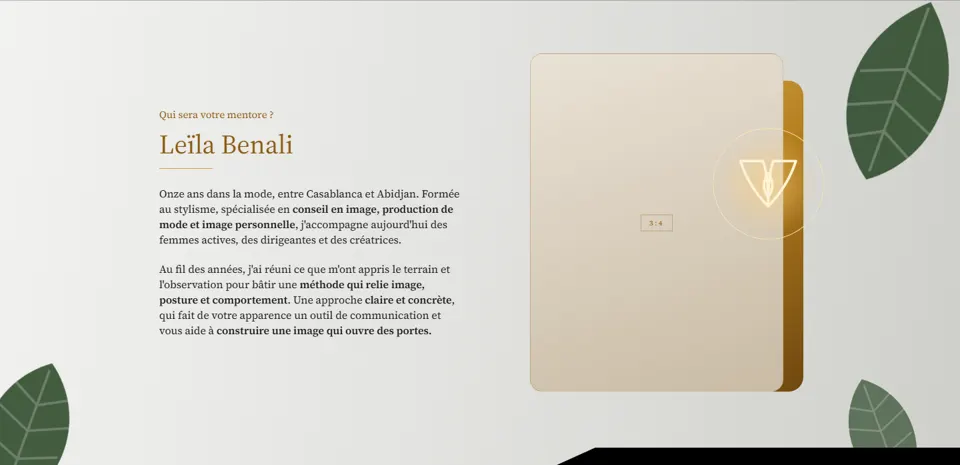 Qui sera votre mentore ?
Leïla Benali
Onze ans dans la mode, entre Casablanca et Abidjan. Formée
au stylisme, spécialisée en conseil en image, production de
mode et image personnelle, j'accompagne aujourd'hui des
femmes actives, des dirigeantes et des créatrices.
Au fil des années, j'ai réuni ce que m'ont appris le terrain et
l'observation pour bâtir une méthode qui relie image,
posture et comportement. Une approche claire et concrète,
qui fait de votre apparence un outil de communication et
vous aide à construire une image qui ouvre des portes.
3:4